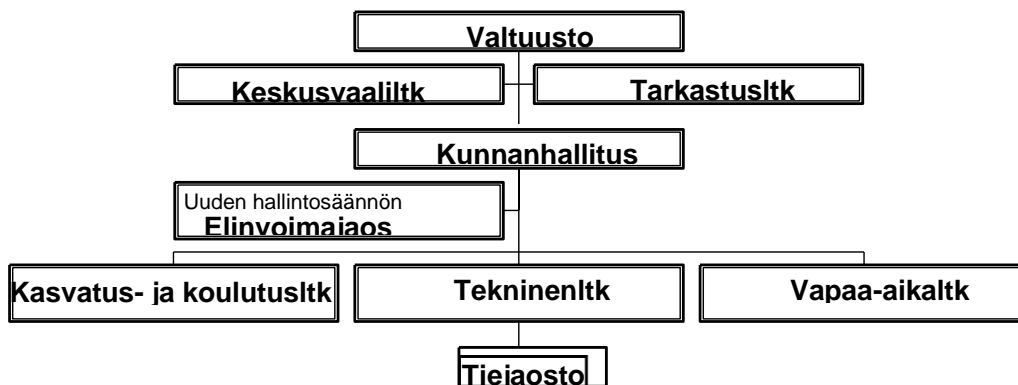 Valtuusto
Keskusvaaliltk
Tarkastusltk
Kunnanhallitus
Uuden hallintosäännön
Elinvoimajaos
Kasvatus- ja koulutusltk
Tekninenltk
Vapaa-aikaltk
Tiejaosto